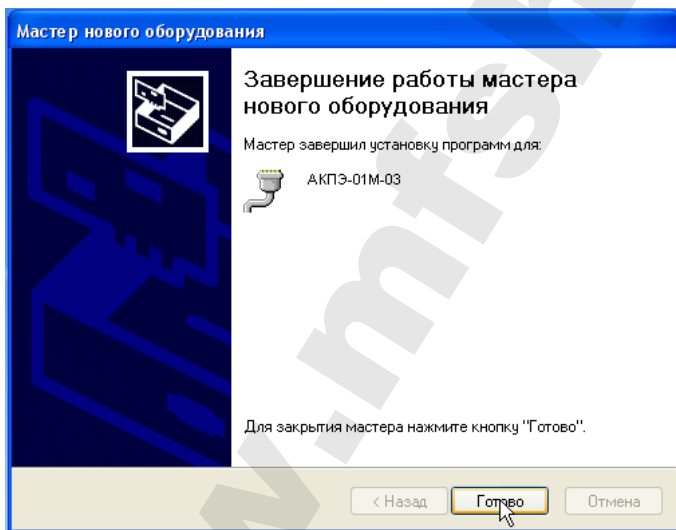 Мастер нового оборудования
Завершение работы мастера
нового оборудования
Мастер завершил установку программ для:
АКПЭ-01М-03
Для закрытия мастера нажмите кнопку "Готово".
< Назад
Готово
Отмена